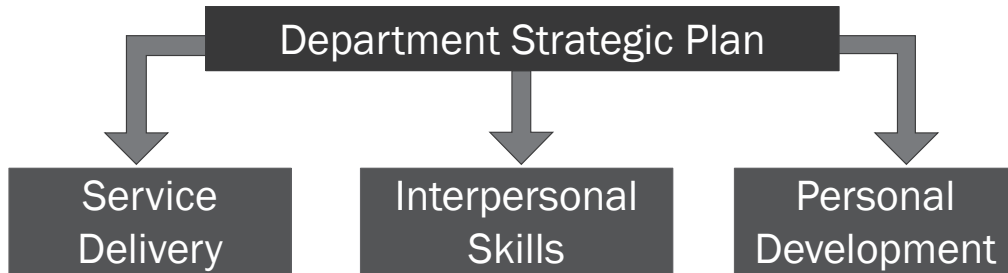 Department Strategic Plan
Service
Delivery
Interpersonal
Skills
Personal
Development